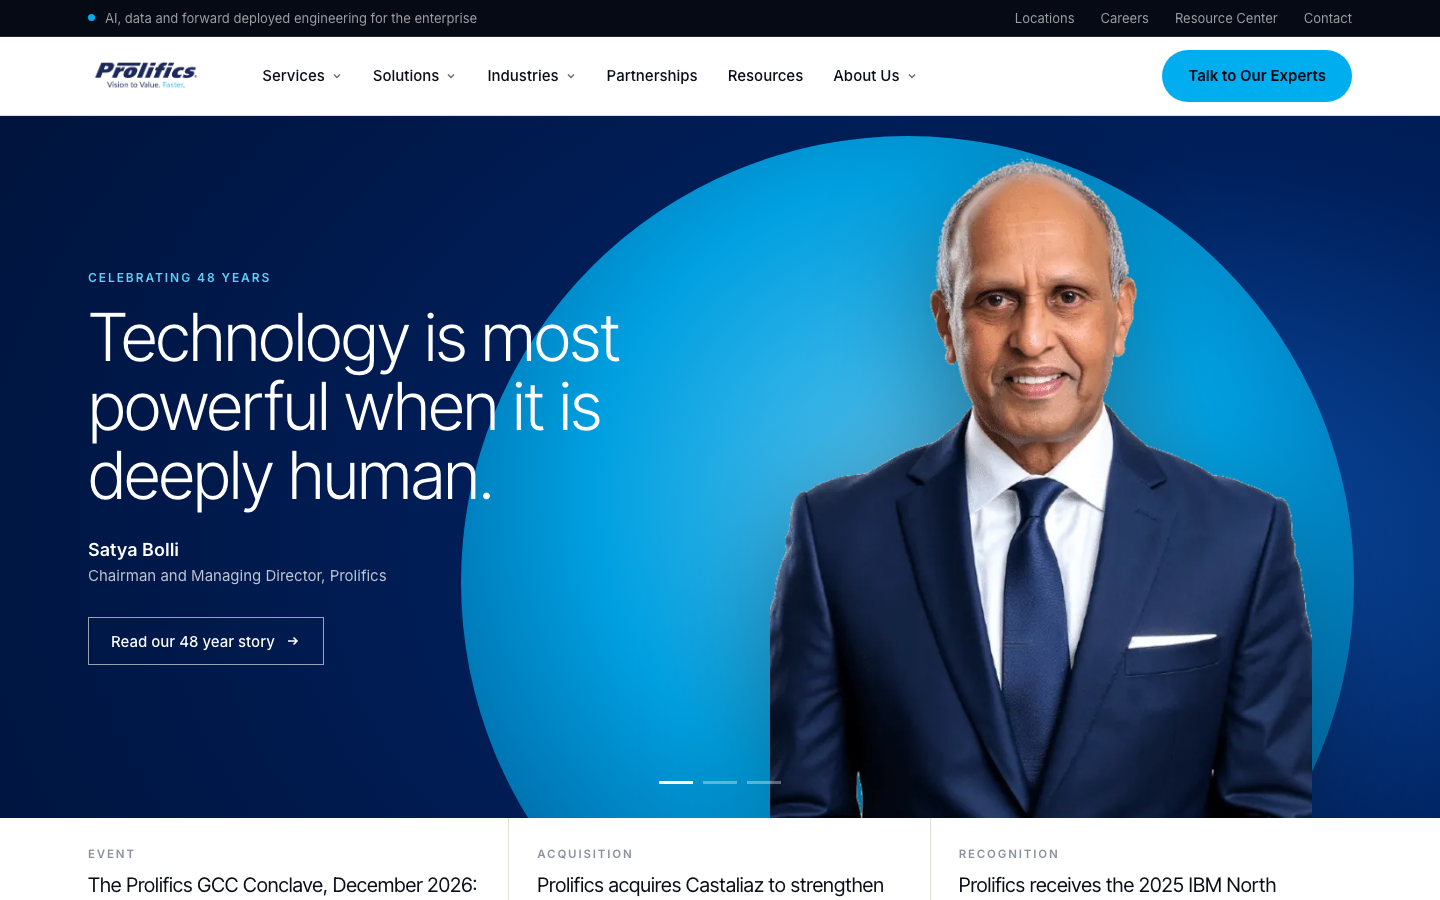 AI, data and forward deployed engineering for the enterprise
Locations
Careers
Resource Center
Contact
Prolifics
Vision to Value. Faster.
Services
Solutions
Industries
Partnerships
Resources
About Us
Talk to Our Experts
CELEBRATING 48 YEARS
Technology is most
powerful when it is
deeply human.
Satya Bolli
Chairman and Managing Director, Prolifics
Read our 48 year story
EVENT
The Prolifics GCC Conclave, December 2026:
ACQUISITION
Prolifics acquires Castaliaz to strengthen
RECOGNITION
Prolifics receives the 2025 IBM North